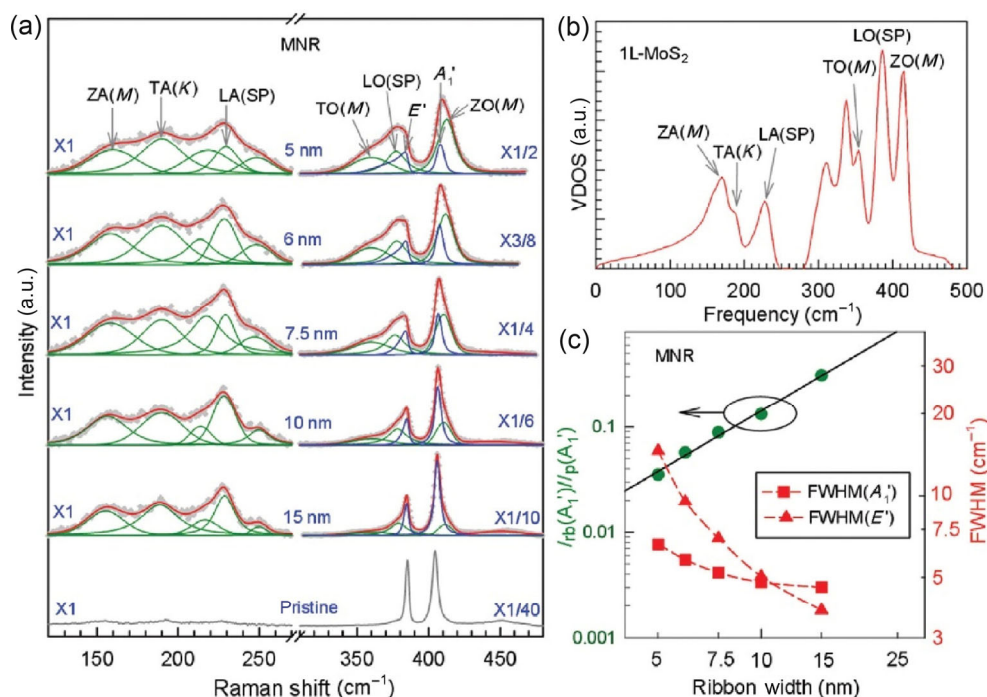 (a)
MNR
ZA(M)
TA(K)
LA(SP)
TO(M)
LO(SP)
E'
A₁'
ZO(M)
X1
5 nm
X1/2
X1
6 nm
X3/8
X1
7.5 nm
X1/4
X1
10 nm
X1/6
X1
15 nm
X1/10
X1
Pristine
X1/40
150 200 250 350 400 450
Raman shift (cm⁻¹)
Intensity (a.u.)
(b)
1L-MoS₂
ZA(M)
TA(K)
LA(SP)
TO(M)
LO(SP)
ZO(M)
VDOS (a.u.)
0 100 200 300 400 500
Frequency (cm⁻¹)
(c)
MNR
Irb(A₁')/Ip(A₁')
0.1
0.01
0.001
FWHM(A₁')
FWHM(E')
30
20
10
7.5
5
3
FWHM (cm⁻¹)
5 7.5 10 15 25
Ribbon width (nm)